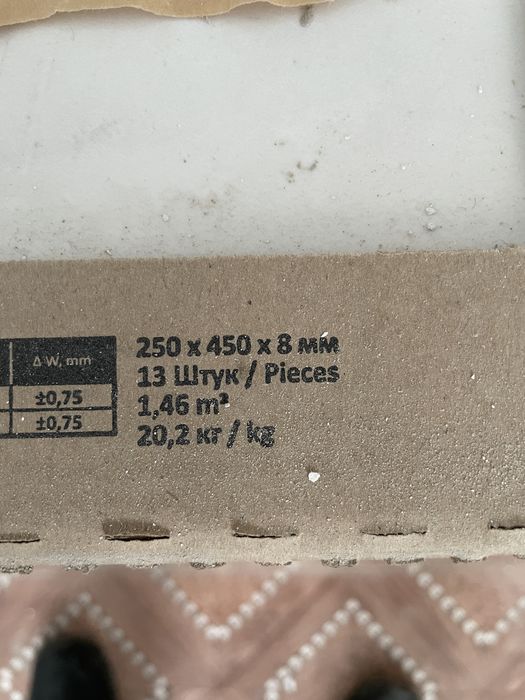 Δ W, mm
±0,75
±0,75
250 x 450 x 8 мм
13 Штук / Pieces
1,46 m²
20,2 кг / kg